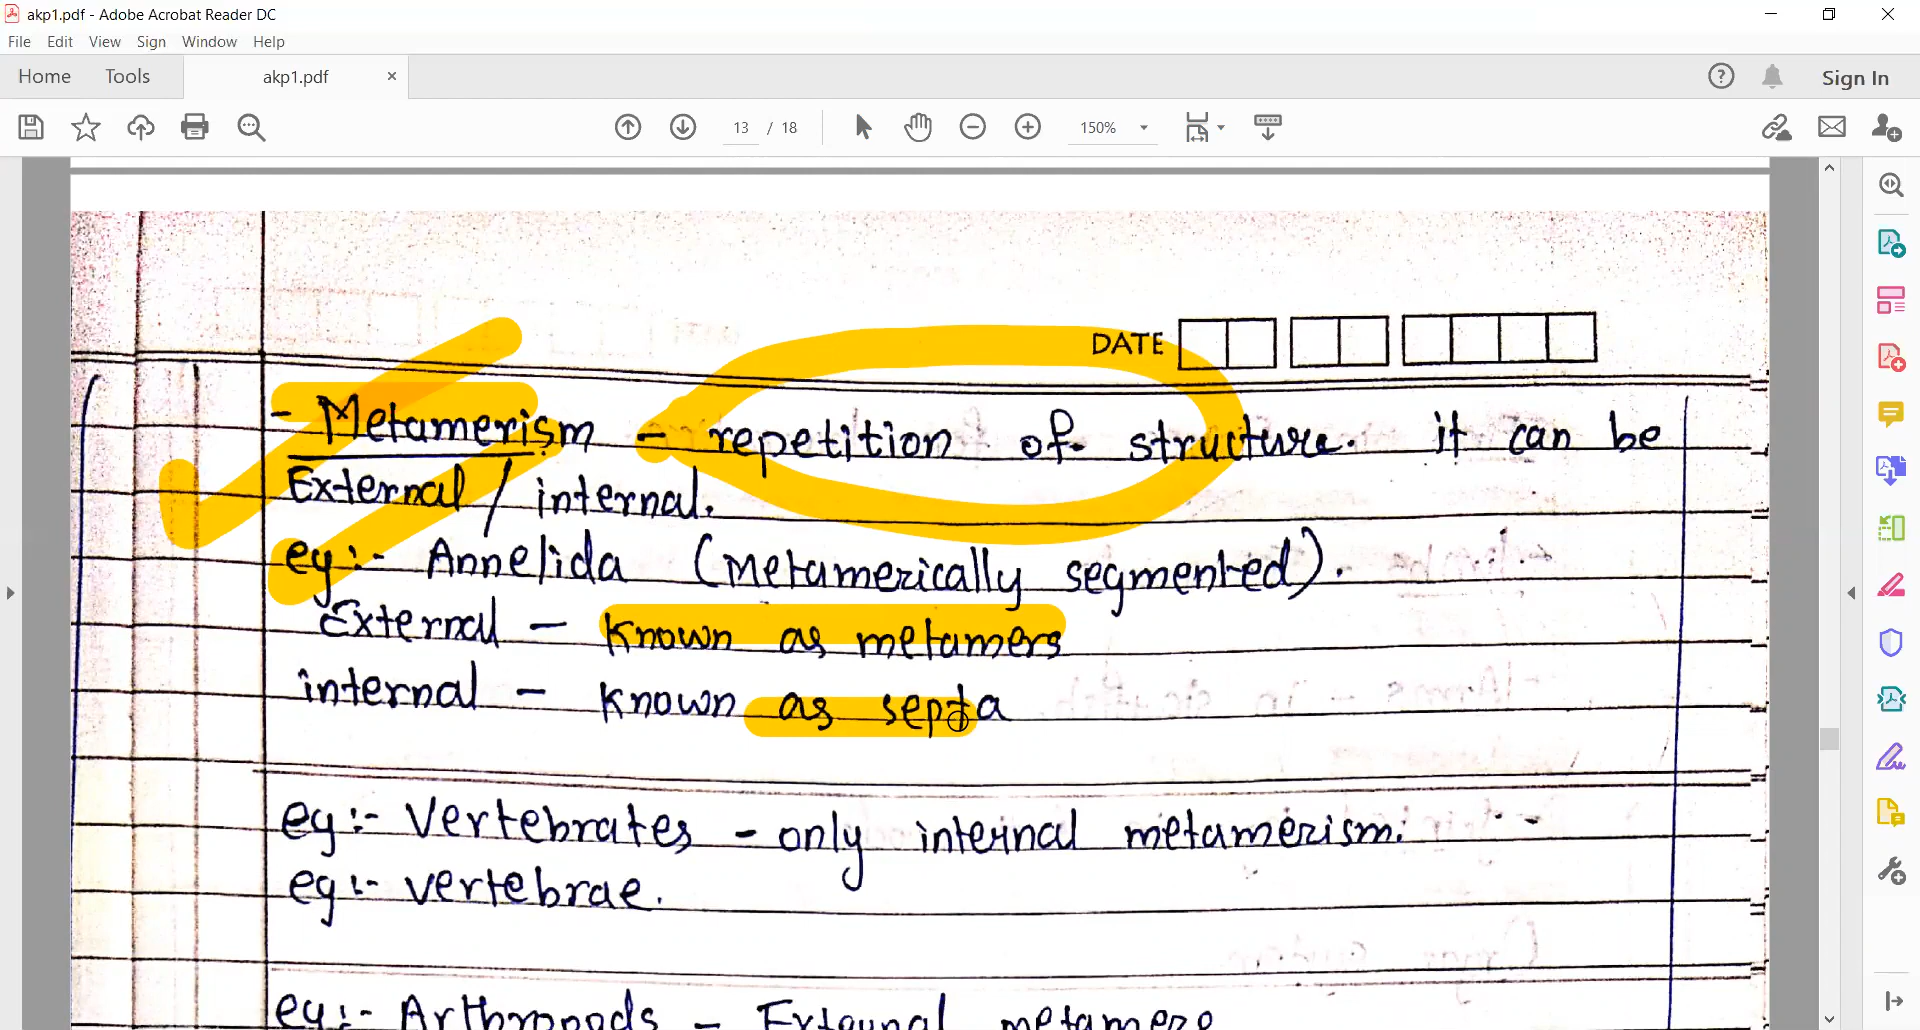 akp1.pdf - Adobe Acrobat Reader DC
File Edit View Sign Window Help
Home Tools akp1.pdf × Sign In
13 / 18 150%
DATE
- Metamerism - repetition of structure. it can be
External / internal.
eg :- Annelida (Metamerically segmented).
External - Known as metamers
internal - Known as septa
eg :- Vertebrates - only internal metamerism.
eg :- vertebrae.
eg :- Arthropods - External metamere